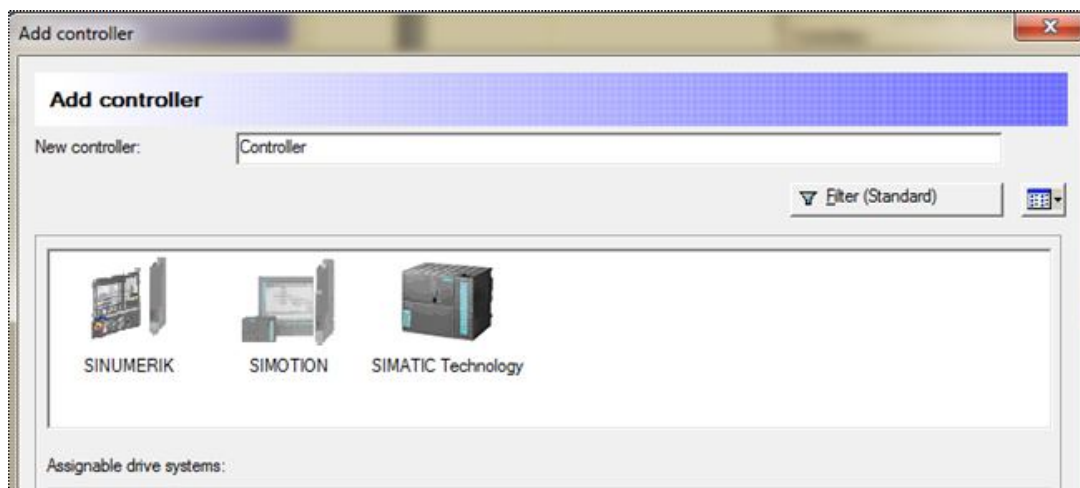 Add controller
Add controller
New controller:
Controller
Filter (Standard)
SINUMERIK
SIMOTION
SIMATIC Technology
Assignable drive systems: